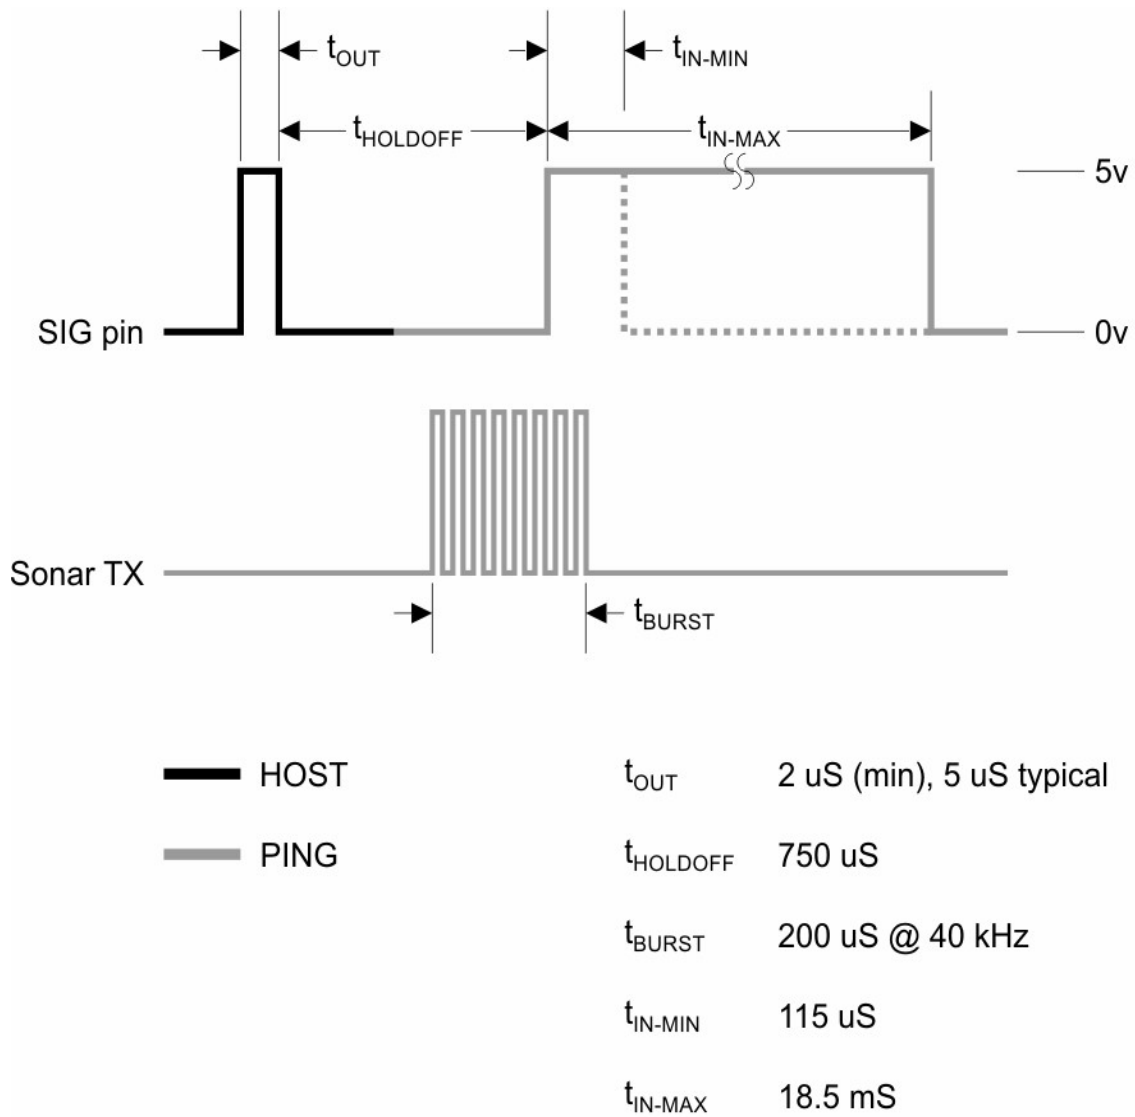 tOUT
tIN-MIN
tHOLDOFF
tIN-MAX
5v
SIG pin
0v
Sonar TX
tBURST
HOST
tOUT 2 uS (min), 5 uS typical
PING
tHOLDOFF 750 uS
tBURST 200 uS @ 40 kHz
tIN-MIN 115 uS
tIN-MAX 18.5 mS